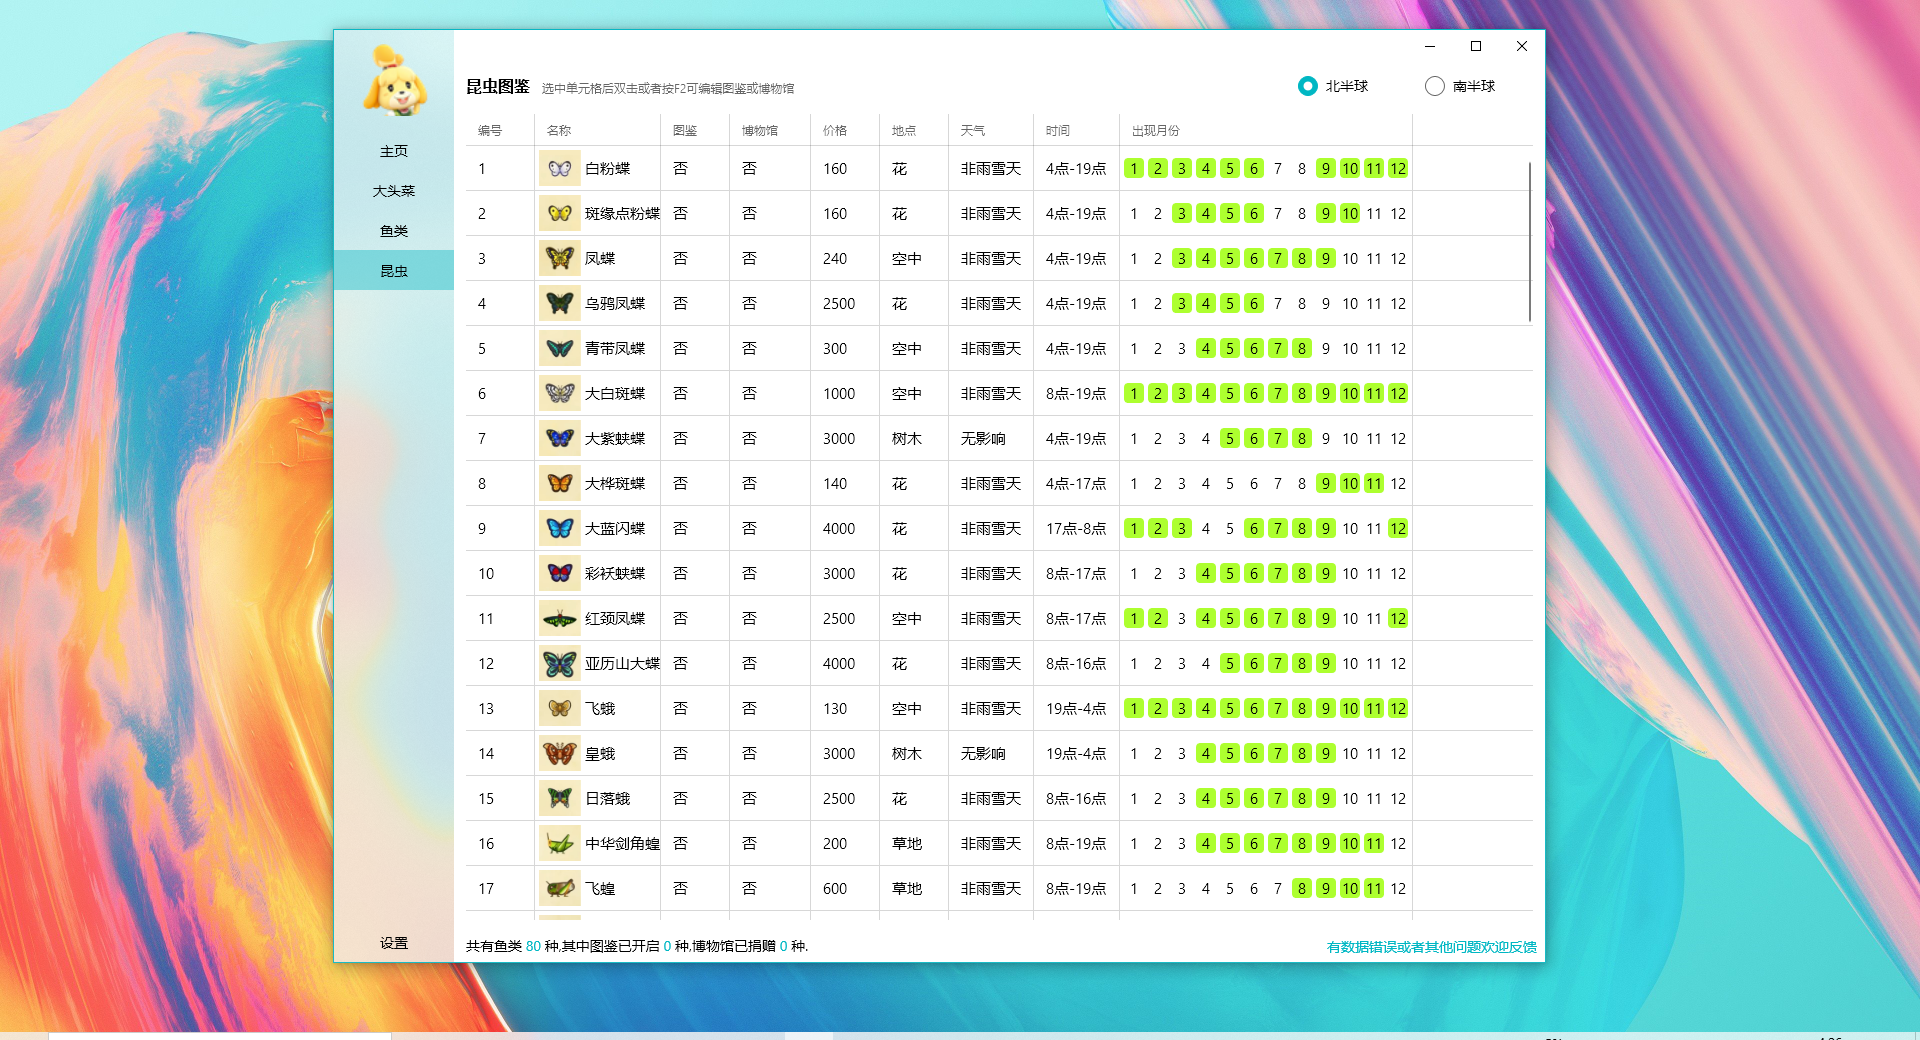 昆虫图鉴 选中单元格后双击或者按F2可编辑图鉴或博物馆 北半球 南半球
主页
大头菜
鱼类
昆虫
设置
编号 名称 图鉴 博物馆 价格 地点 天气 时间 出现月份
1 白粉蝶 否 否 160 花 非雨雪天 4点-19点 1 2 3 4 5 6 7 8 9 10 11 12
2 斑缘点粉蝶 否 否 160 花 非雨雪天 4点-19点 1 2 3 4 5 6 7 8 9 10 11 12
3 凤蝶 否 否 240 空中 非雨雪天 4点-19点 1 2 3 4 5 6 7 8 9 10 11 12
4 乌鸦凤蝶 否 否 2500 花 非雨雪天 4点-19点 1 2 3 4 5 6 7 8 9 10 11 12
5 青带凤蝶 否 否 300 空中 非雨雪天 4点-19点 1 2 3 4 5 6 7 8 9 10 11 12
6 大白斑蝶 否 否 1000 空中 非雨雪天 8点-19点 1 2 3 4 5 6 7 8 9 10 11 12
7 大紫蛱蝶 否 否 3000 树木 无影响 4点-19点 1 2 3 4 5 6 7 8 9 10 11 12
8 大桦斑蝶 否 否 140 花 非雨雪天 4点-17点 1 2 3 4 5 6 7 8 9 10 11 12
9 大蓝闪蝶 否 否 4000 花 非雨雪天 17点-8点 1 2 3 4 5 6 7 8 9 10 11 12
10 彩袄蛱蝶 否 否 3000 花 非雨雪天 8点-17点 1 2 3 4 5 6 7 8 9 10 11 12
11 红颈凤蝶 否 否 2500 空中 非雨雪天 8点-17点 1 2 3 4 5 6 7 8 9 10 11 12
12 亚历山大蝶 否 否 4000 花 非雨雪天 8点-16点 1 2 3 4 5 6 7 8 9 10 11 12
13 飞蛾 否 否 130 空中 非雨雪天 19点-4点 1 2 3 4 5 6 7 8 9 10 11 12
14 皇蛾 否 否 3000 树木 无影响 19点-4点 1 2 3 4 5 6 7 8 9 10 11 12
15 日落蛾 否 否 2500 花 非雨雪天 8点-16点 1 2 3 4 5 6 7 8 9 10 11 12
16 中华剑角蝗 否 否 200 草地 非雨雪天 8点-19点 1 2 3 4 5 6 7 8 9 10 11 12
17 飞蝗 否 否 600 草地 非雨雪天 8点-19点 1 2 3 4 5 6 7 8 9 10 11 12
共有鱼类 80 种,其中图鉴已开启 0 种,博物馆已捐赠 0 种.
有数据错误或者其他问题欢迎反馈